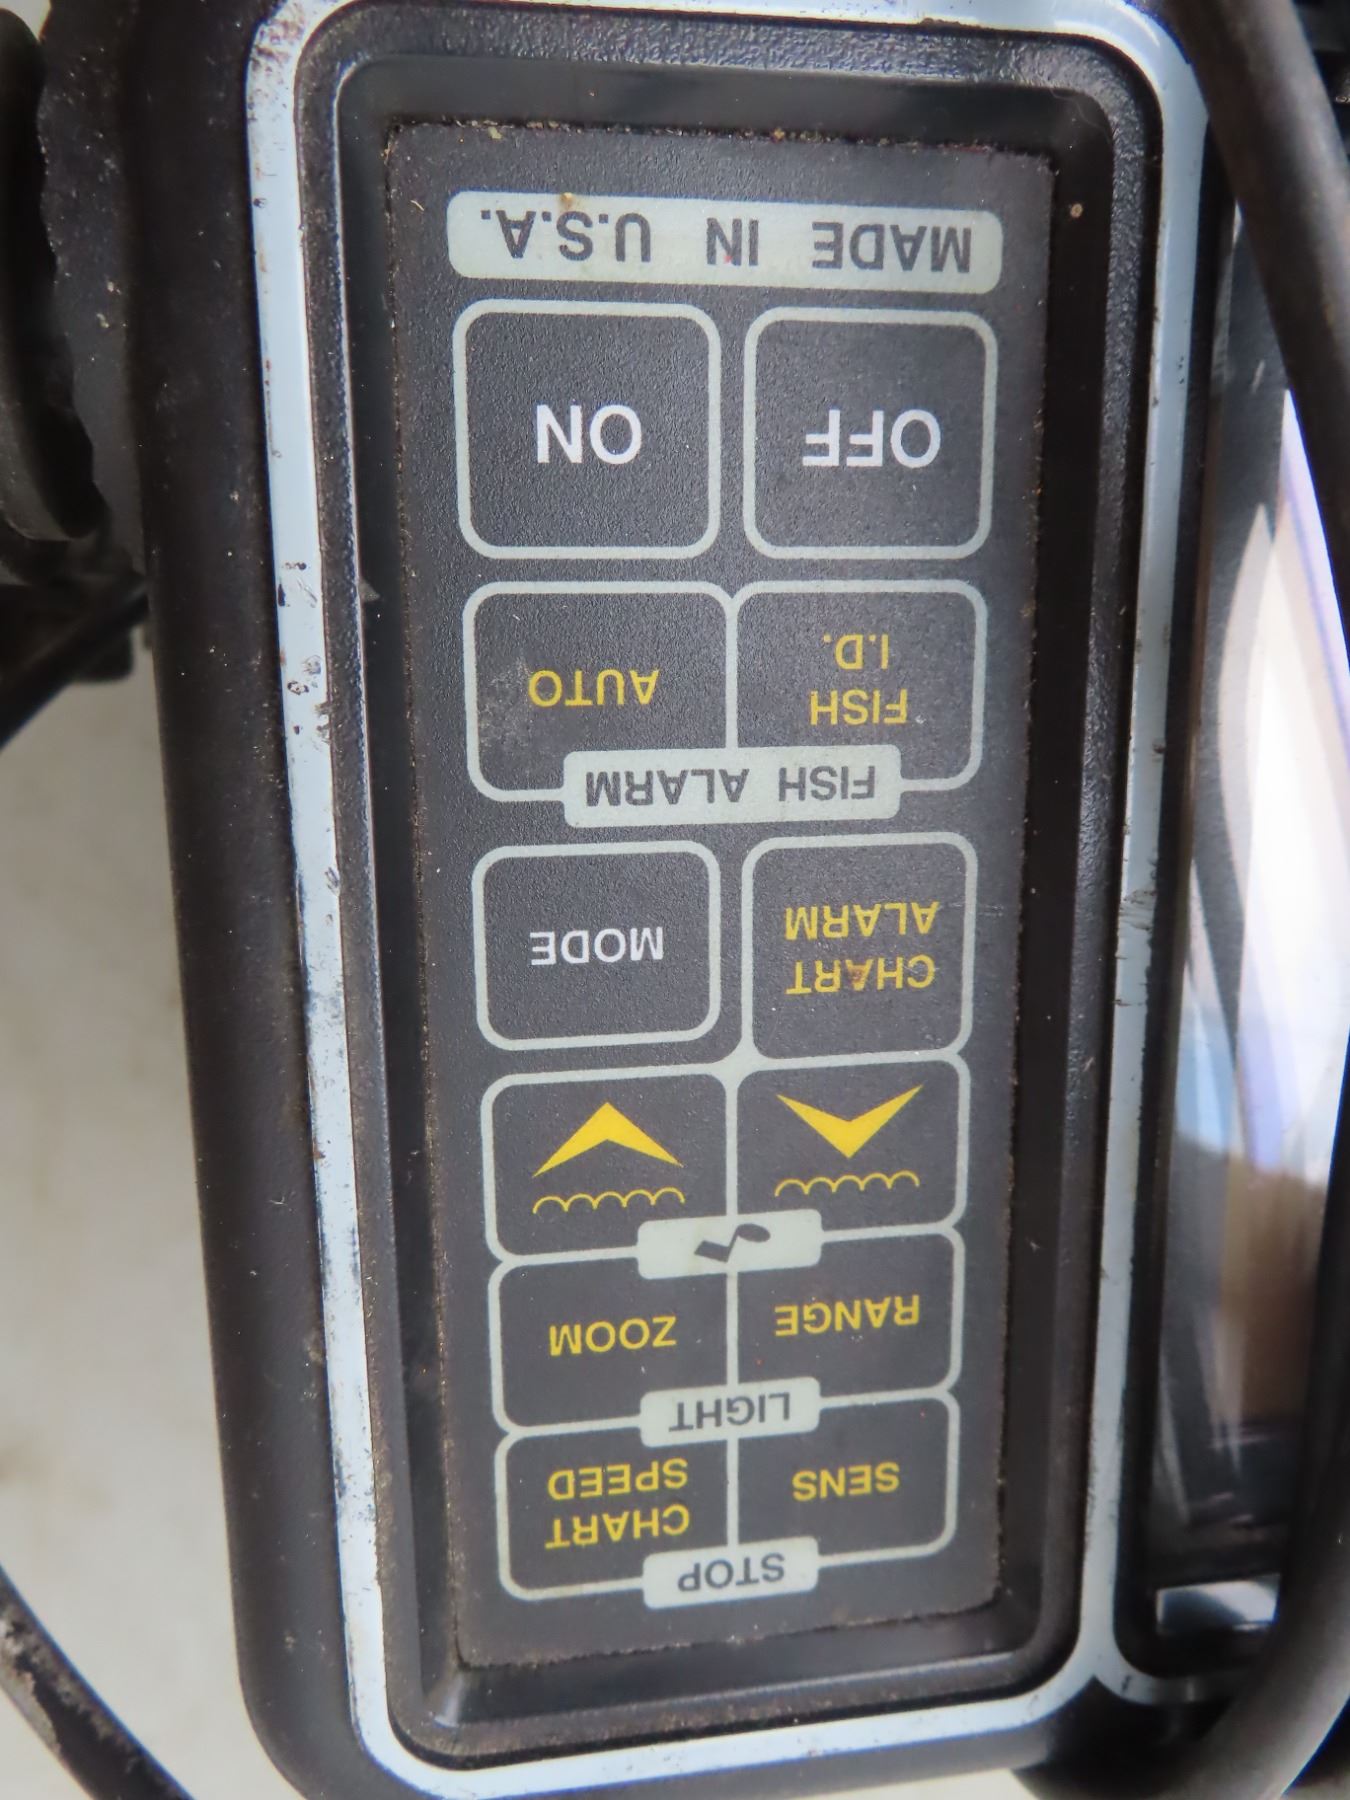 STOP
SENS
CHART
SPEED
LIGHT
RANGE
ZOOM
CHART
ALARM
MODE
FISH ALARM
FISH
I.D.
AUTO
OFF
ON
MADE IN U.S.A.